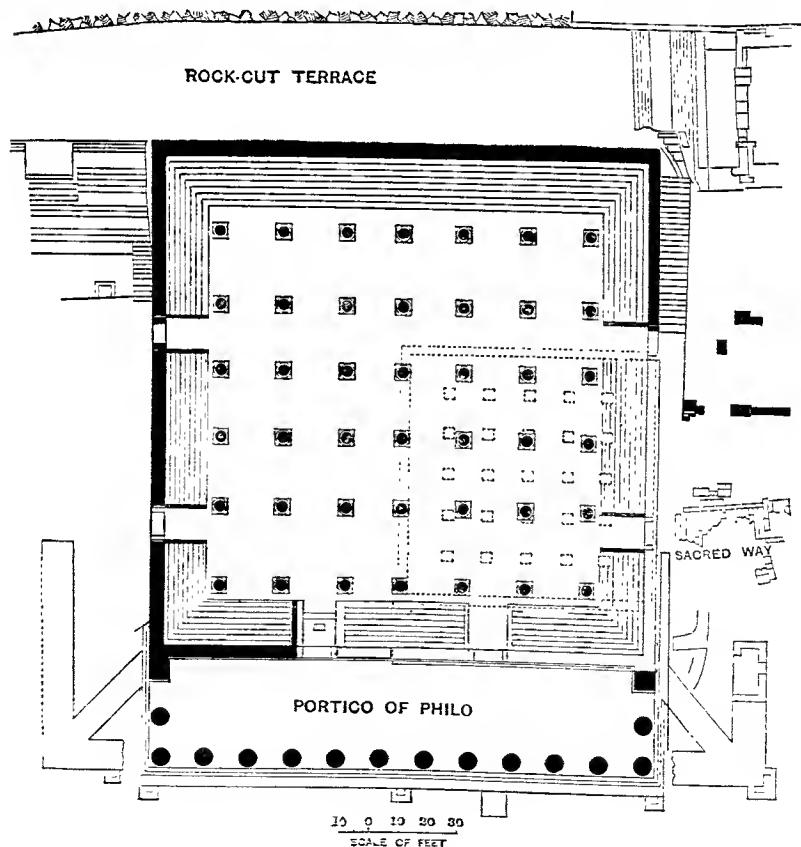 ROCK-CUT TERRACE
SACRED WAY
PORTICO OF PHILO
10 0 10 20 30
SCALE OF FEET